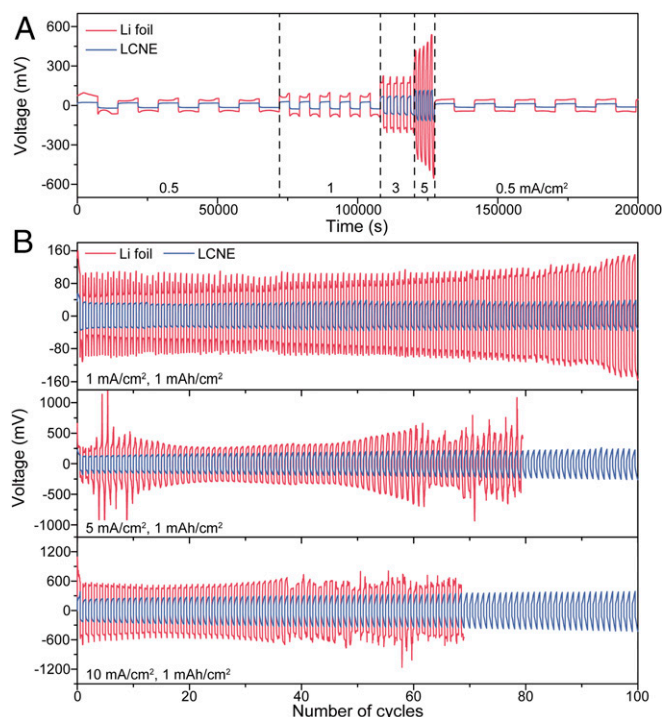 A
Li foil
LCNE
Voltage (mV)
600
300
0
-300
-600
0.5
1
3
5
0.5 mA/cm²
0
50000
100000
150000
200000
Time (s)
B
Li foil
LCNE
160
80
0
-80
-160
1 mA/cm², 1 mAh/cm²
Voltage (mV)
1000
500
0
-500
-1000
5 mA/cm², 1 mAh/cm²
1200
600
0
-600
-1200
10 mA/cm², 1 mAh/cm²
0
20
40
60
80
100
Number of cycles